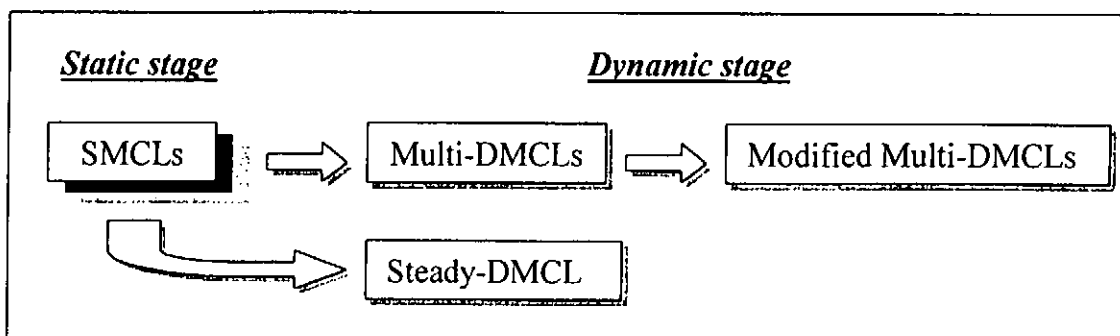 Static stage
Dynamic stage
SMCLs
Multi-DMCLs
Modified Multi-DMCLs
Steady-DMCL